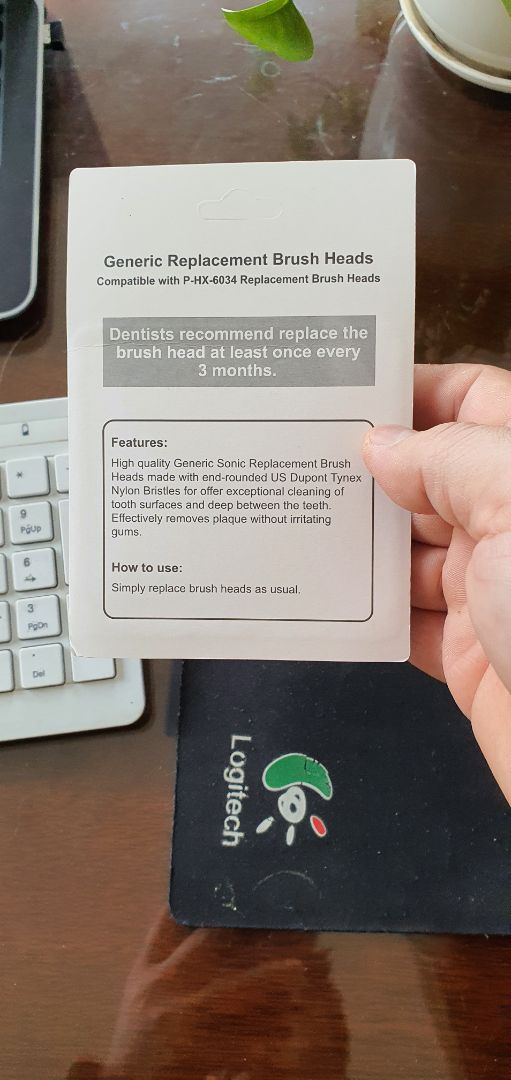 Generic Replacement Brush Heads
Compatible with P-HX-6034 Replacement Brush Heads
Dentists recommend replace the
brush head at least once every
3 months.
Features:
High quality Generic Sonic Replacement Brush
Heads made with end-rounded US Dupont Tynex
Nylon Bristles for offer exceptional cleaning of
tooth surfaces and deep between the teeth.
Effectively removes plaque without irritating
gums.
How to use:
Simply replace brush heads as usual.
*
9
PgUp
6
3
PgDn
Del
Logitech